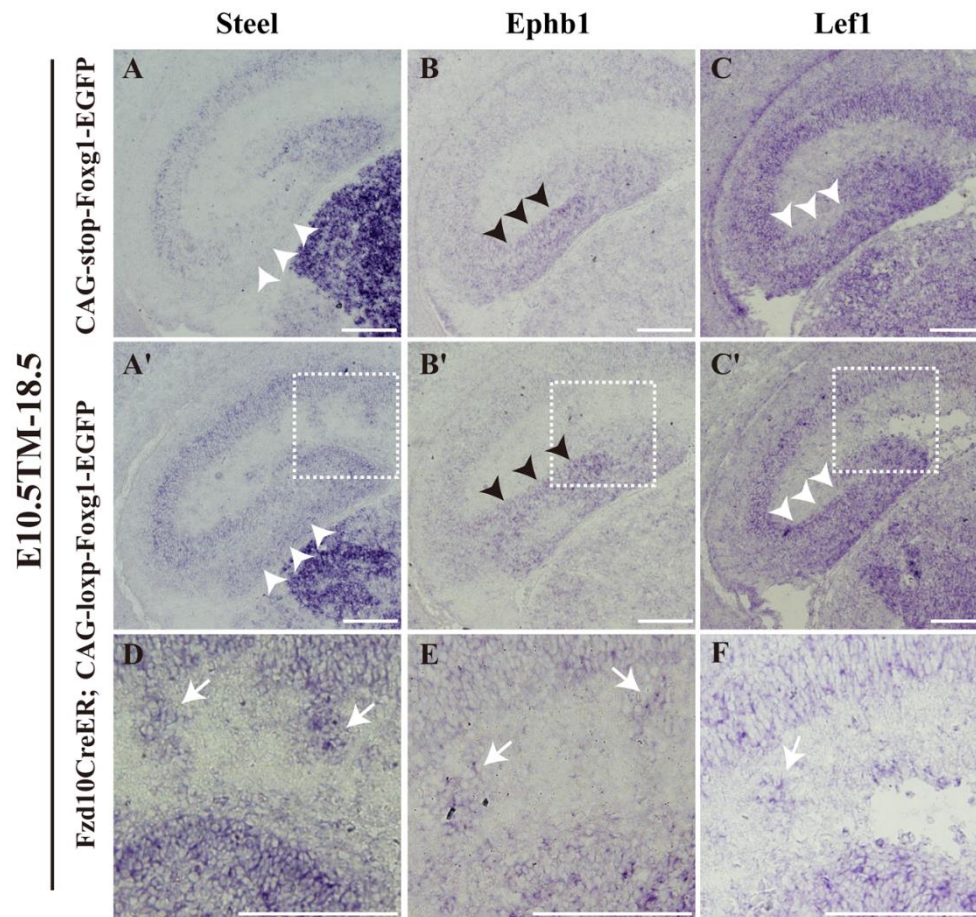 Steel
Ephb1
Lef1
E10.5TM-18.5
CAG-stop-Foxg1-EGFP
A
B
C
Fzd10CreER; CAG-loxp-Foxg1-EGFP
A'
B'
C'
D
E
F